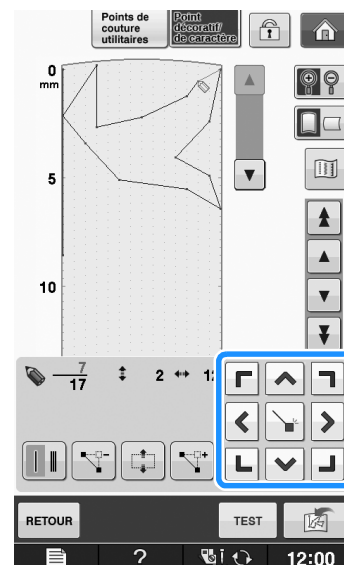 Points de
couture
utilitaires
Point
décoratif/
de caractère
0
mm
5
10
7
17
2
1
RETOUR
TEST
?
12:00